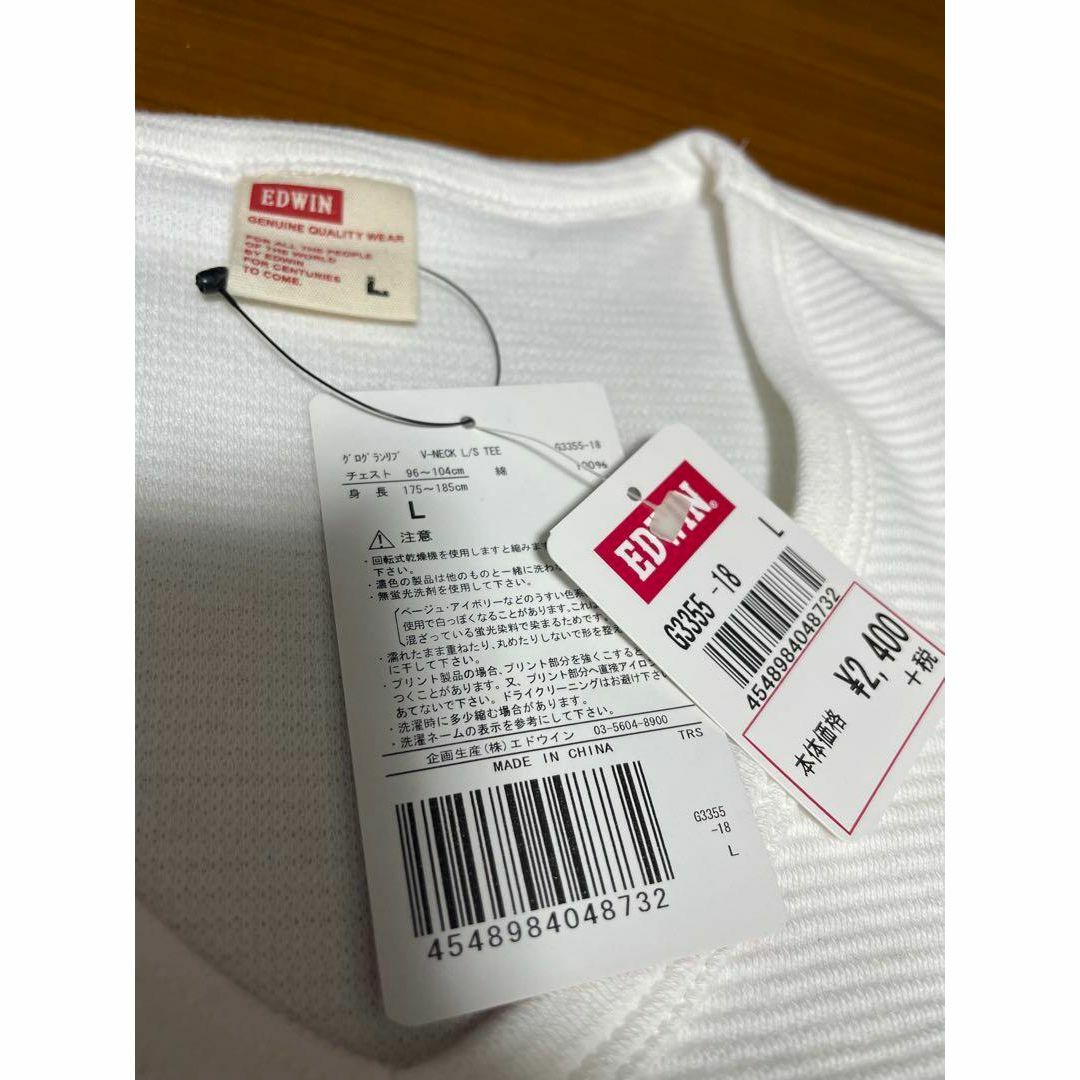 EDWIN
GENUINE QUALITY WEAR
FOR ALL THE PEOPLE
OF THE WORLD
BY EDWIN
FOR CENTURIES
TO COME.
L.
グログランリブ V-NECK L/S TEE G3355-18
チェスト 96～104cm 綿 100%
身長 175～185cm
L
注意
・回転式乾燥機を使用しますと縮みます
下さい。
・濃色の製品は他のものと一緒に洗わな
・無蛍光洗剤を使用して下さい。
ベージュ・アイボリーなどのうすい色
使用で白っぽくなることがあります。これは
混ざっている蛍光染料で染まるためです
・濡れたまま重ねたり、丸めたりしないで形を整え
に干して下さい。
・プリント製品の場合、プリント部分を強くこすると
つくことがあります。又、プリント部分へ直接アイロン
あてないで下さい。ドライクリーニングはお避け下さい
・洗濯時に多少縮む場合があります。
・洗濯ネームの表示を参考にして下さい。
企画生産(株)エドウイン 03-5604-8900
MADE IN CHINA TRS
G3355
-18
L
4548984048732
EDWIN®
L
G3355 -18
4548984048732
本体価格 ¥2,400
+税